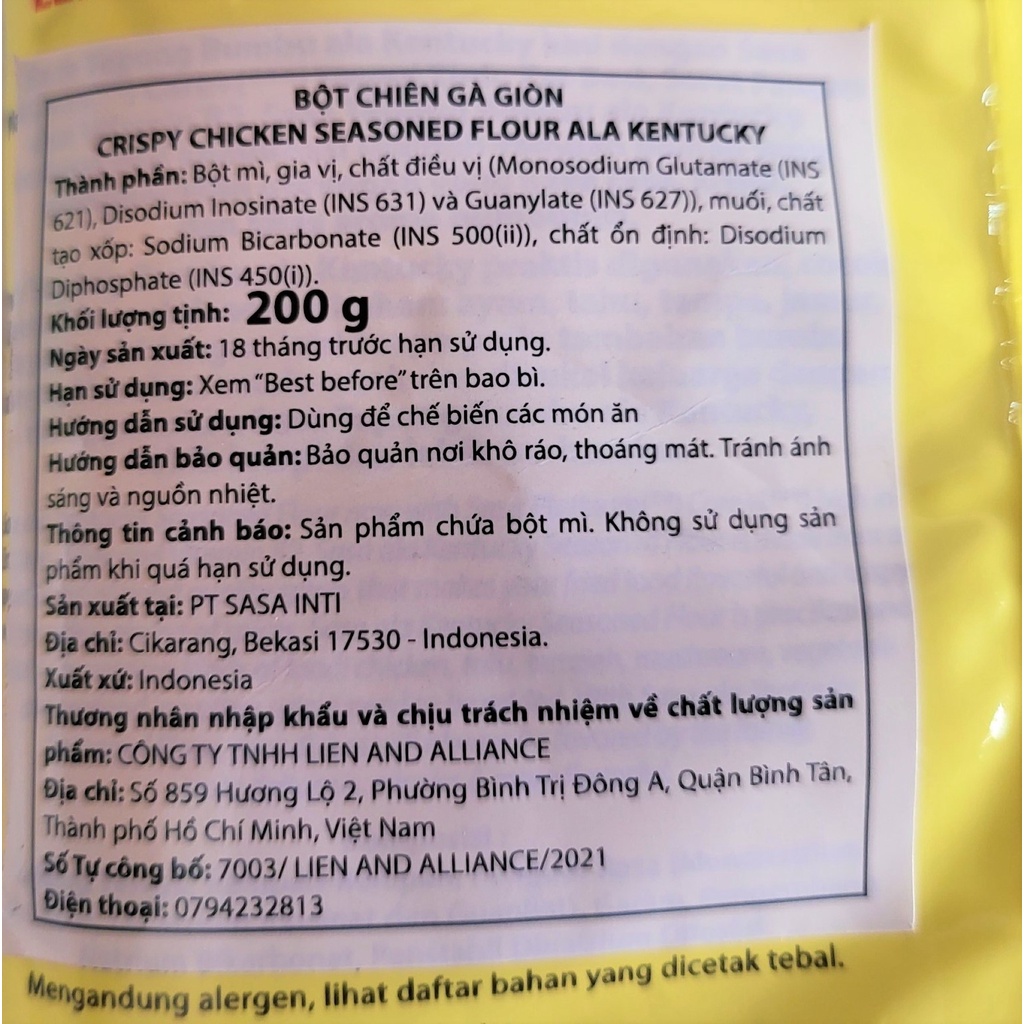 BỘT CHIÊN GÀ GIÒN
CRISPY CHICKEN SEASONED FLOUR ALA KENTUCKY
Thành phần: Bột mì, gia vị, chất điều vị (Monosodium Glutamate (INS
621), Disodium Inosinate (INS 631) và Guanylate (INS 627)), muối, chất
tạo xốp: Sodium Bicarbonate (INS 500(ii)), chất ổn định: Disodium
Diphosphate (INS 450(i)).
Khối lượng tịnh: 200 g
Ngày sản xuất: 18 tháng trước hạn sử dụng.
Hạn sử dụng: Xem "Best before" trên bao bì.
Hướng dẫn sử dụng: Dùng để chế biến các món ăn
Hướng dẫn bảo quản: Bảo quản nơi khô ráo, thoáng mát. Tránh ánh
sáng và nguồn nhiệt.
Thông tin cảnh báo: Sản phẩm chứa bột mì. Không sử dụng sản
phẩm khi quá hạn sử dụng.
Sản xuất tại: PT SASA INTI
Địa chỉ: Cikarang, Bekasi 17530 - Indonesia.
Xuất xứ: Indonesia
Thương nhân nhập khẩu và chịu trách nhiệm về chất lượng sản
phẩm: CÔNG TY TNHH LIEN AND ALLIANCE
Địa chỉ: Số 859 Hương Lộ 2, Phường Bình Trị Đông A, Quận Bình Tân,
Thành phố Hồ Chí Minh, Việt Nam
Số Tự công bố: 7003/ LIEN AND ALLIANCE/2021
Điện thoại: 0794232813
Mengandung alergen, lihat daftar bahan yang dicetak tebal.